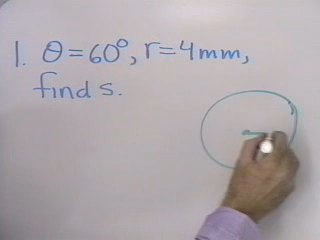 1. θ=60°, r=4mm,
find s.